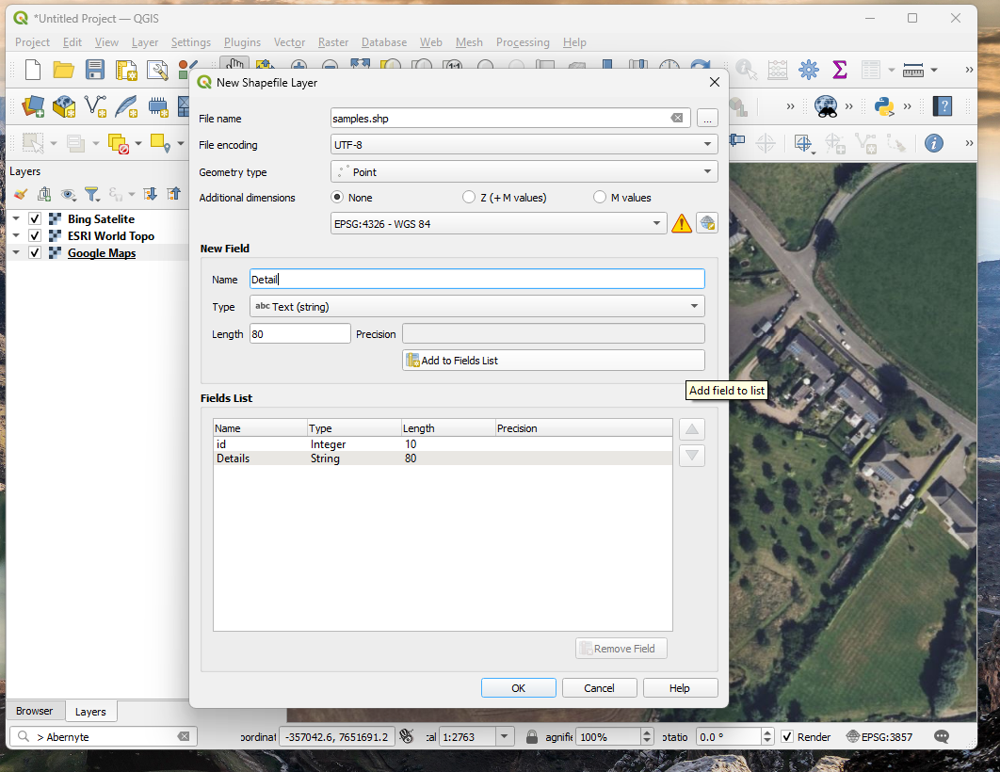 *Untitled Project — QGIS
Project Edit View Layer Settings Plugins Vector Raster Database Web Mesh Processing Help
New Shapefile Layer
File name samples.shp ...
File encoding UTF-8
Geometry type Point
Additional dimensions None Z (+ M values) M values
EPSG:4326 - WGS 84
New Field
Name Detail
Type abc Text (string)
Length 80 Precision
Add to Fields List
Add field to list
Fields List
Name Type Length Precision
id Integer 10
Details String 80
Remove Field
OK Cancel Help
Layers
Bing Satelite
ESRI World Topo
Google Maps
Browser Layers
> Abernyte oordinat -357042.6, 7651691.2 :al 1:2763 agnifie 100% otatio 0.0 ° Render EPSG:3857